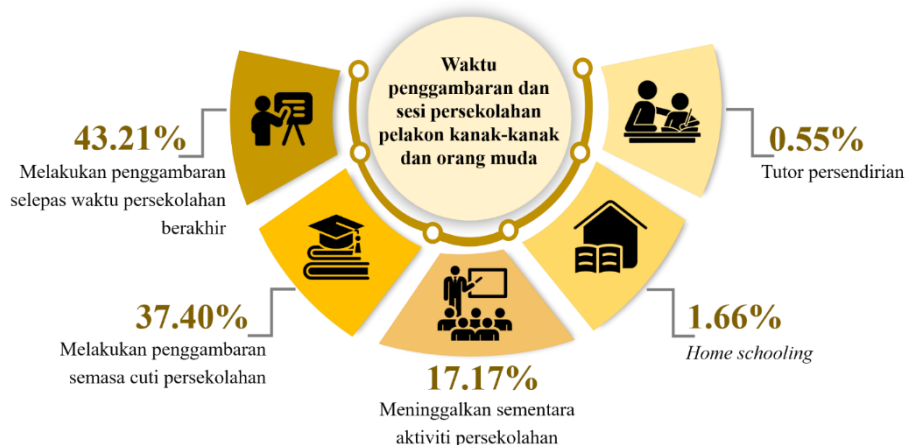 Waktu
penggambaran dan
sesi persekolahan
pelakon kanak-kanak
dan orang muda
43.21%
Melakukan penggambaran
selepas waktu persekolahan
berakhir
37.40%
Melakukan penggambaran
semasa cuti persekolahan
17.17%
Meninggalkan sementara
aktiviti persekolahan
1.66%
Home schooling
0.55%
Tutor persendirian